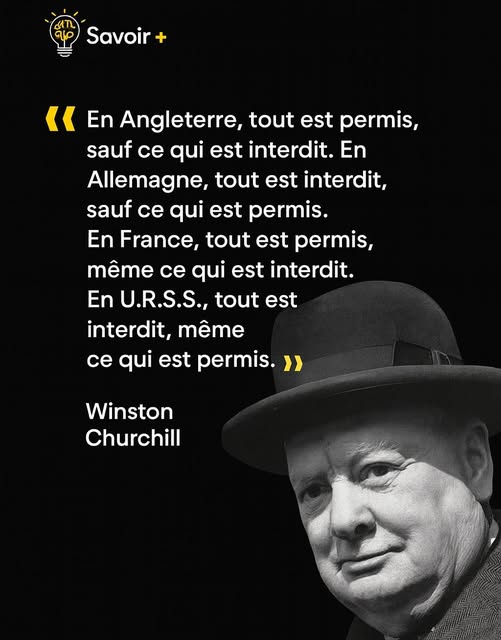 Savoir +
« En Angleterre, tout est permis,
sauf ce qui est interdit. En
Allemagne, tout est interdit,
sauf ce qui est permis.
En France, tout est permis,
même ce qui est interdit.
En U.R.S.S., tout est
interdit, même
ce qui est permis. »
Winston
Churchill